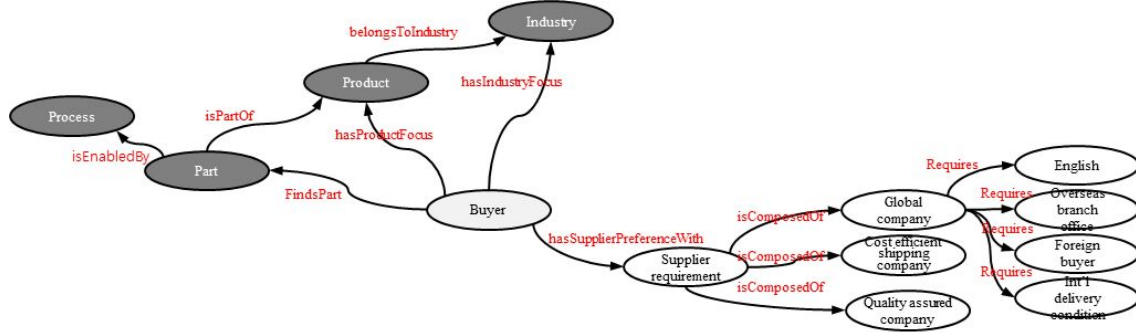 Industry
belongsToIndustry
Product
hasIndustryFocus
Process
isPartOf
hasProductFocus
isEnabledBy
Part
FindsPart
Buyer
hasSupplierPreferenceWith
Supplier
requirement
isComposedOf
isComposedOf
isComposedOf
Global
company
Cost efficient
shipping
company
Quality assured
company
Requires
Requires
Requires
Requires
English
Overseas
branch
office
Foreign
buyer
Int'l
delivery
condition